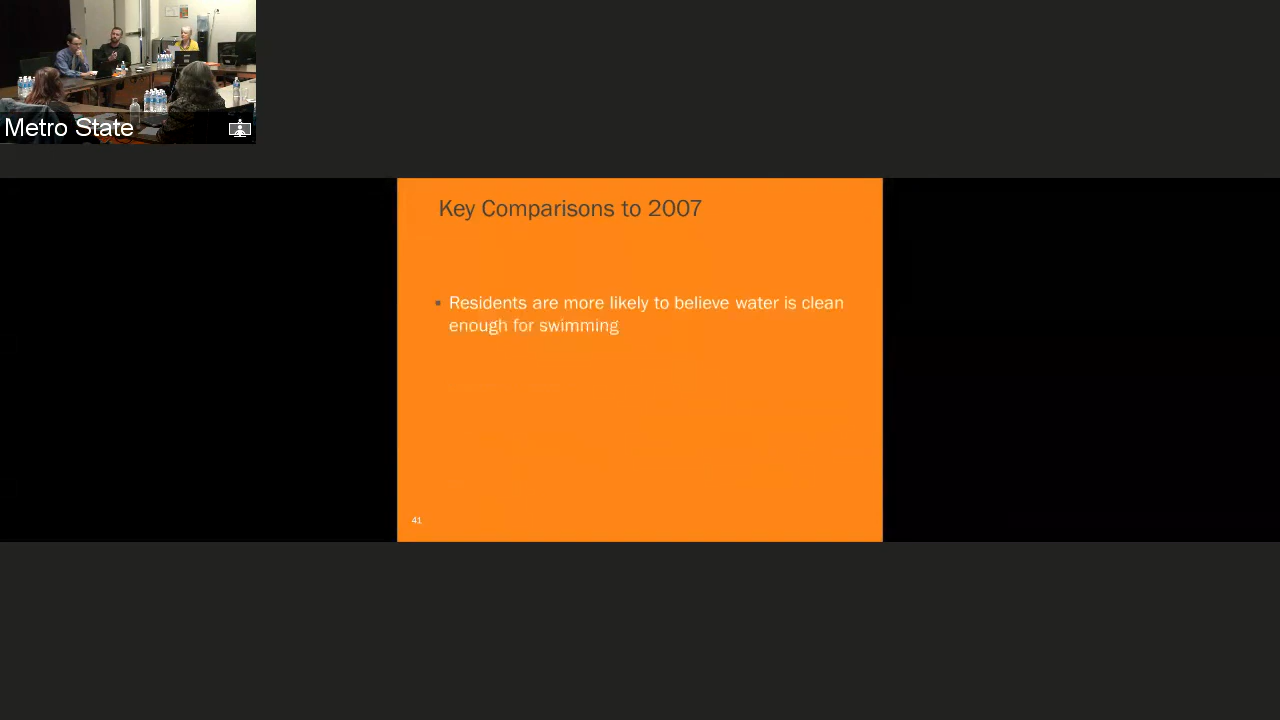 Metro State
Key Comparisons to 2007
▪ Residents are more likely to believe water is clean
enough for swimming
41